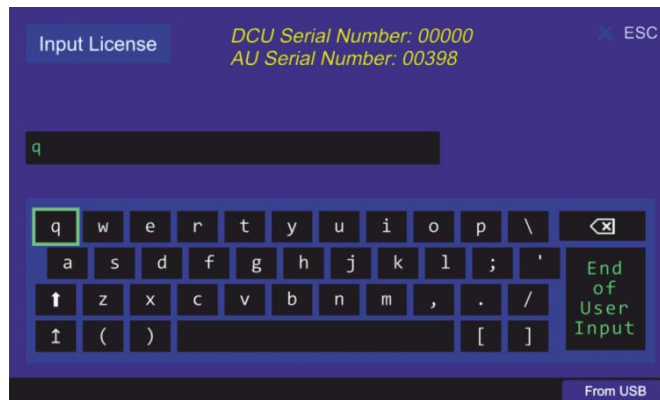 Input License
DCU Serial Number: 00000
AU Serial Number: 00398
ESC
q
q w e r t y u i o p \
a s d f g h j k l ; '
z x c v b n m , . /
( ) [ ]
End
of
User
Input
From USB